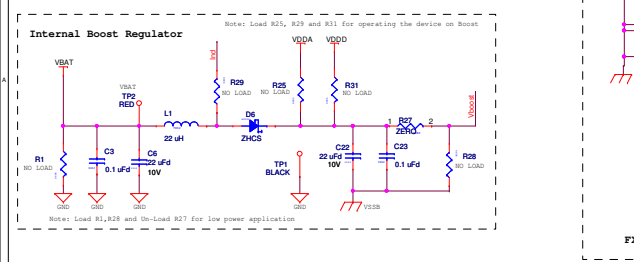 Note: Load R25, R29 and R31 for operating the device on Boost
Internal Boost Regulator
VDDA
VDDD
Ind
VBAT
A
R29
NO LOAD
R25
NO LOAD
R31
NO LOAD
VBAT
TP2
RED
Vboost
L1
22 uH
D6
ZHCS
1
R27
2
ZERO
R1
NO LOAD
C3
0.1 uFd
C6
22 uFd
10V
TP1
BLACK
C22
22 uFd
10V
C23
0.1 uFd
R28
NO LOAD
GND
GND
GND
GND
VSSB
Note: Load R1,R28 and Un-Load R27 for low power application